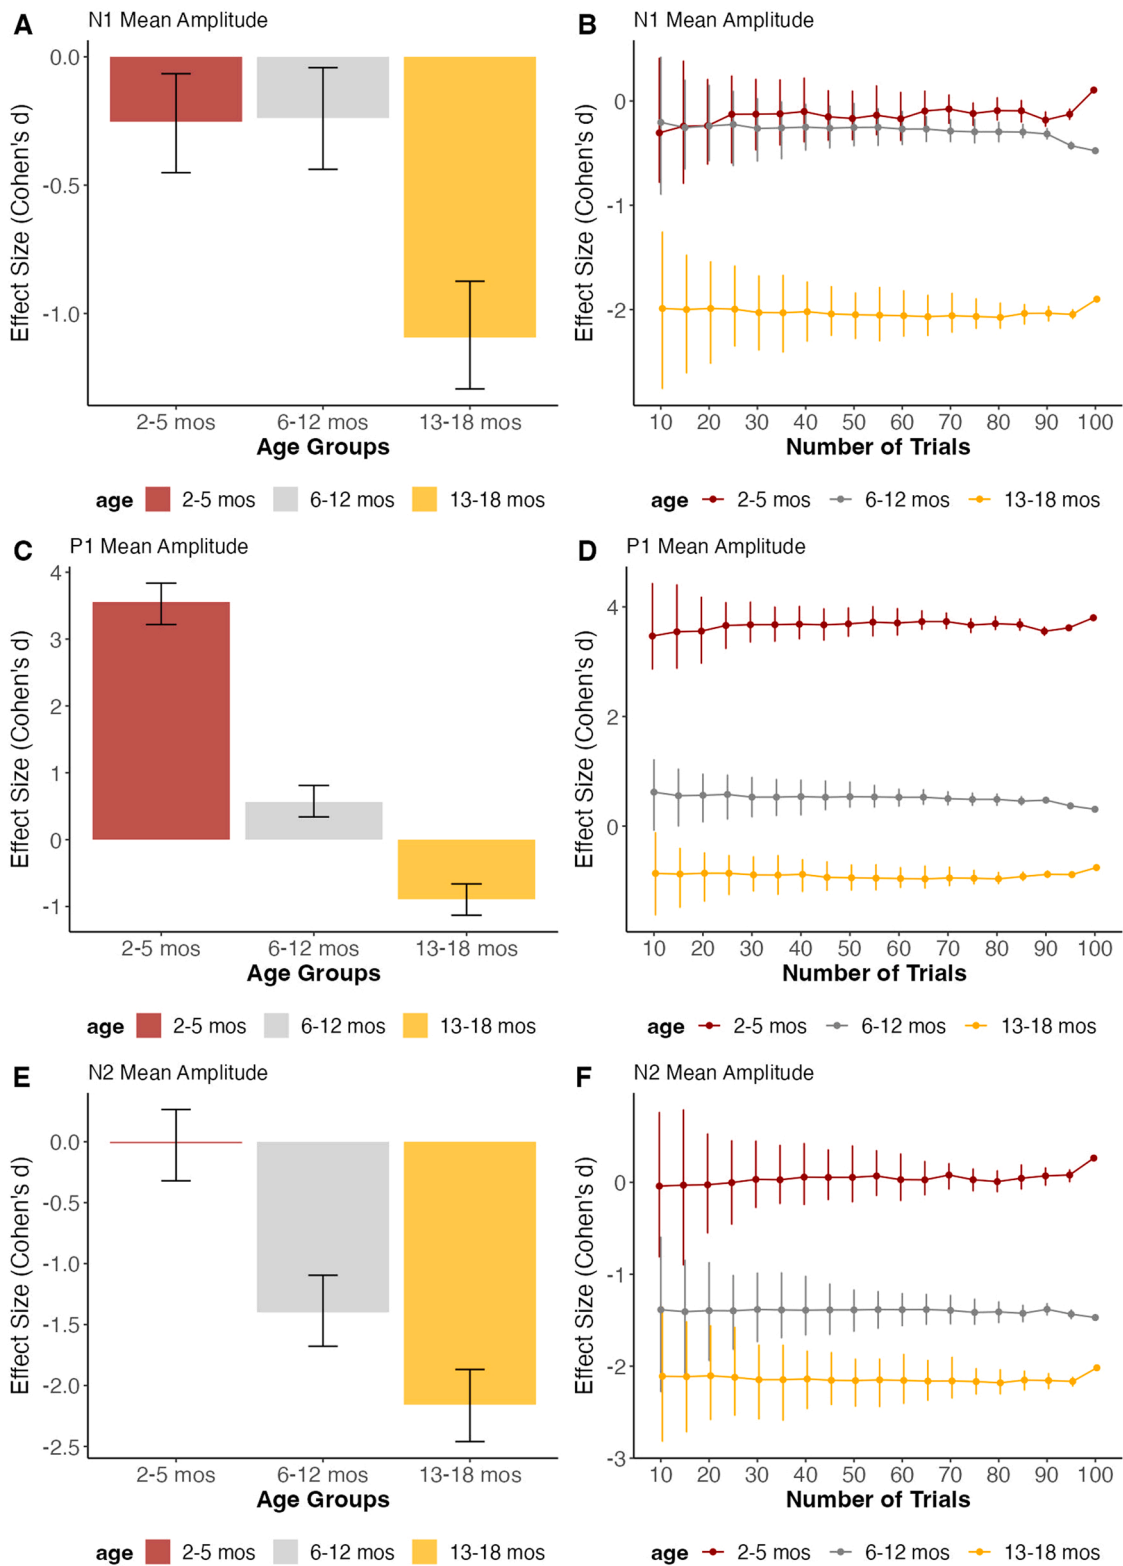 A N1 Mean Amplitude
Effect Size (Cohen's d)
0.0
-0.5
-1.0
2-5 mos 6-12 mos 13-18 mos
Age Groups
age 2-5 mos 6-12 mos 13-18 mos
B N1 Mean Amplitude
Effect Size (Cohen's d)
0
-1
-2
10 20 30 40 50 60 70 80 90 100
Number of Trials
age 2-5 mos 6-12 mos 13-18 mos
C P1 Mean Amplitude
Effect Size (Cohen's d)
4
3
2
1
0
-1
2-5 mos 6-12 mos 13-18 mos
Age Groups
age 2-5 mos 6-12 mos 13-18 mos
D P1 Mean Amplitude
Effect Size (Cohen's d)
4
2
0
10 20 30 40 50 60 70 80 90 100
Number of Trials
age 2-5 mos 6-12 mos 13-18 mos
E N2 Mean Amplitude
Effect Size (Cohen's d)
0.0
-0.5
-1.0
-1.5
-2.0
-2.5
2-5 mos 6-12 mos 13-18 mos
Age Groups
age 2-5 mos 6-12 mos 13-18 mos
F N2 Mean Amplitude
Effect Size (Cohen's d)
0
-1
-2
-3
10 20 30 40 50 60 70 80 90 100
Number of Trials
age 2-5 mos 6-12 mos 13-18 mos